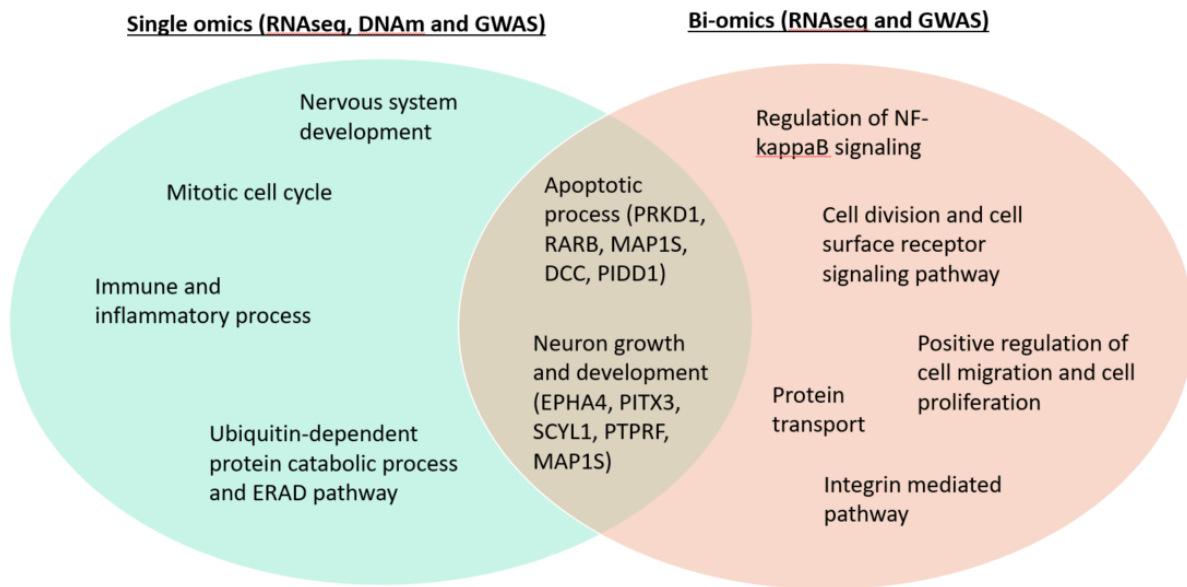 Single omics (RNAseq, DNAm and GWAS)
Bi-omics (RNAseq and GWAS)
Nervous system
development
Mitotic cell cycle
Immune and
inflammatory process
Ubiquitin-dependent
protein catabolic process
and ERAD pathway
Apoptotic
process (PRKD1,
RARB, MAP1S,
DCC, PIDD1)
Neuron growth
and development
(EPHA4, PITX3,
SCYL1, PTPRF,
MAP1S)
Regulation of NF-
kappaB signaling
Cell division and cell
surface receptor
signaling pathway
Positive regulation of
cell migration and cell
proliferation
Protein
transport
Integrin mediated
pathway